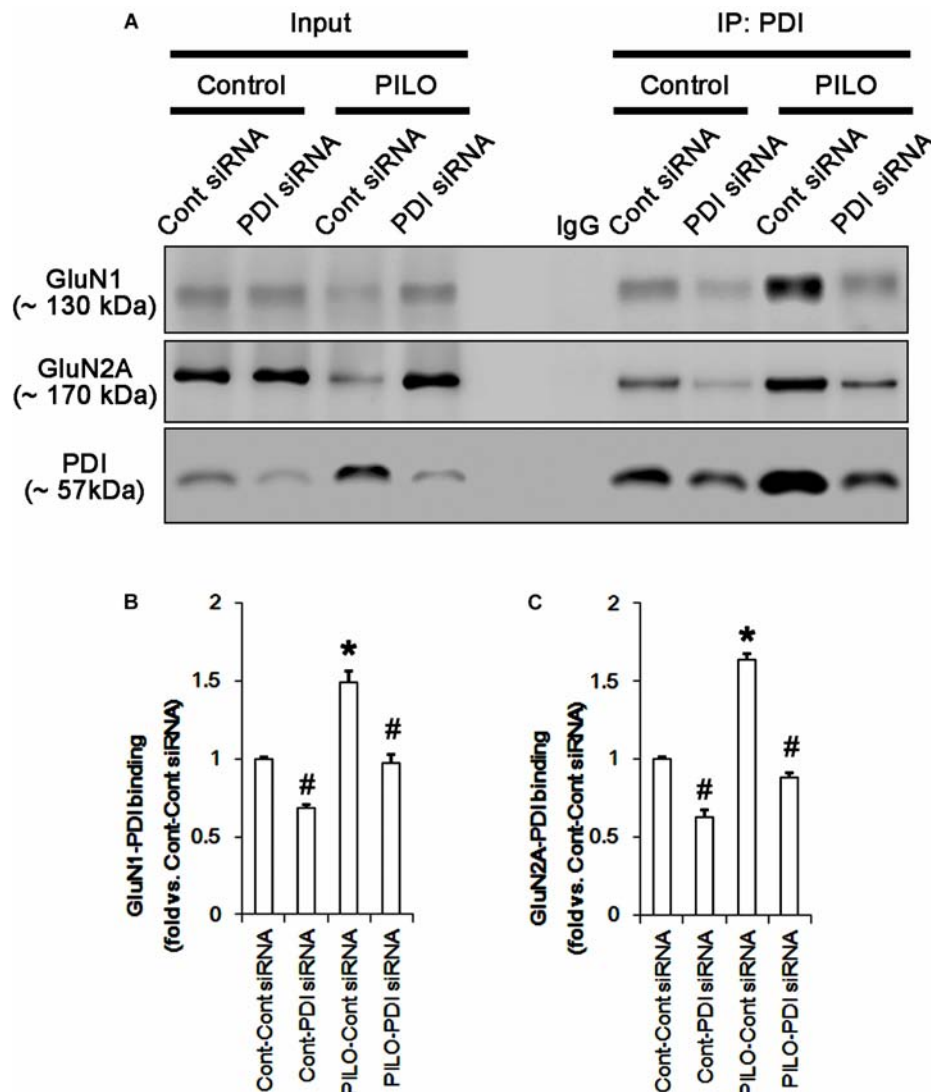 A
Input
IP: PDI
Control
PILO
Control
PILO
Cont siRNA
PDI siRNA
Cont siRNA
PDI siRNA
IgG
Cont siRNA
PDI siRNA
Cont siRNA
PDI siRNA
GluN1
(~ 130 kDa)
GluN2A
(~ 170 kDa)
PDI
(~ 57kDa)
B
GluN1-PDI binding
(fold vs. Cont-Cont siRNA)
2
1.5
1
0.5
0
#
*
#
Cont-Cont siRNA
Cont-PDI siRNA
PILO-Cont siRNA
PILO-PDI siRNA
C
GluN2A-PDI binding
(fold vs. Cont-Cont siRNA)
2
1.5
1
0.5
0
#
*
#
Cont-Cont siRNA
Cont-PDI siRNA
PILO-Cont siRNA
PILO-PDI siRNA